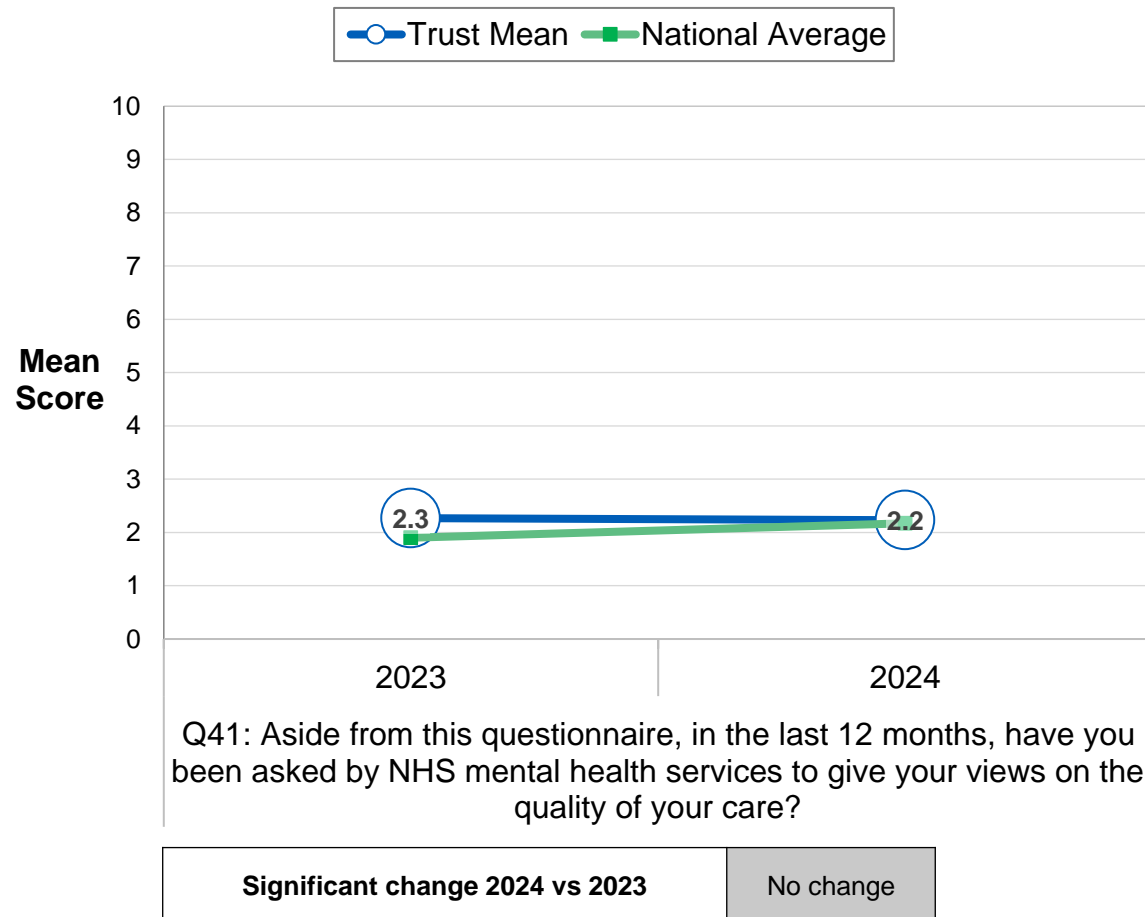 Trust Mean National Average
10
9
8
7
6
Mean
Score
5
4
3
2
1
0
2.3
2.2
2023 2024
Q41: Aside from this questionnaire, in the last 12 months, have you
been asked by NHS mental health services to give your views on the
quality of your care?
Significant change 2024 vs 2023 No change